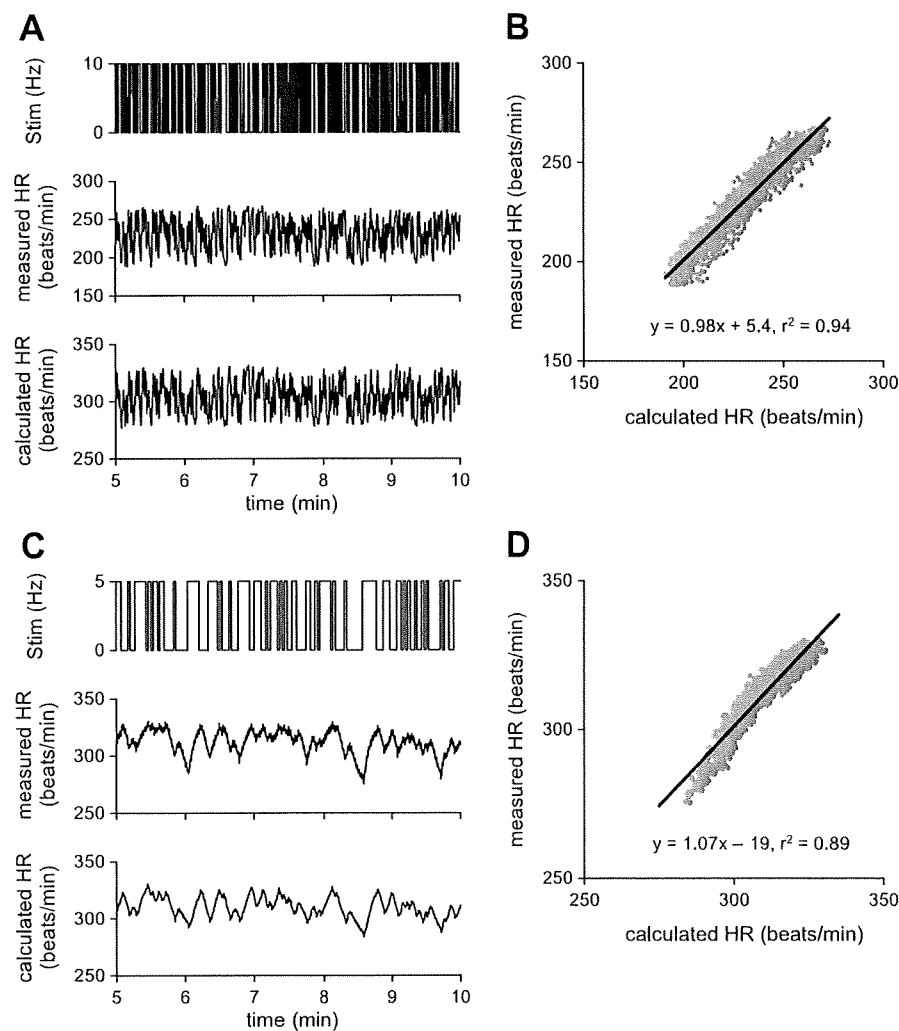 A
Stim (Hz)
10
0
measured HR
(beats/min)
300
250
200
150
calculated HR
(beats/min)
350
300
250
5 6 7 8 9 10
time (min)
B
measured HR (beats/min)
300
250
200
150
y = 0.98x + 5.4, r² = 0.94
150 200 250 300
calculated HR (beats/min)
C
Stim (Hz)
5
0
measured HR
(beats/min)
350
300
250
calculated HR
(beats/min)
350
300
250
5 6 7 8 9 10
time (min)
D
measured HR (beats/min)
350
300
250
y = 1.07x – 19, r² = 0.89
250 300 350
calculated HR (beats/min)